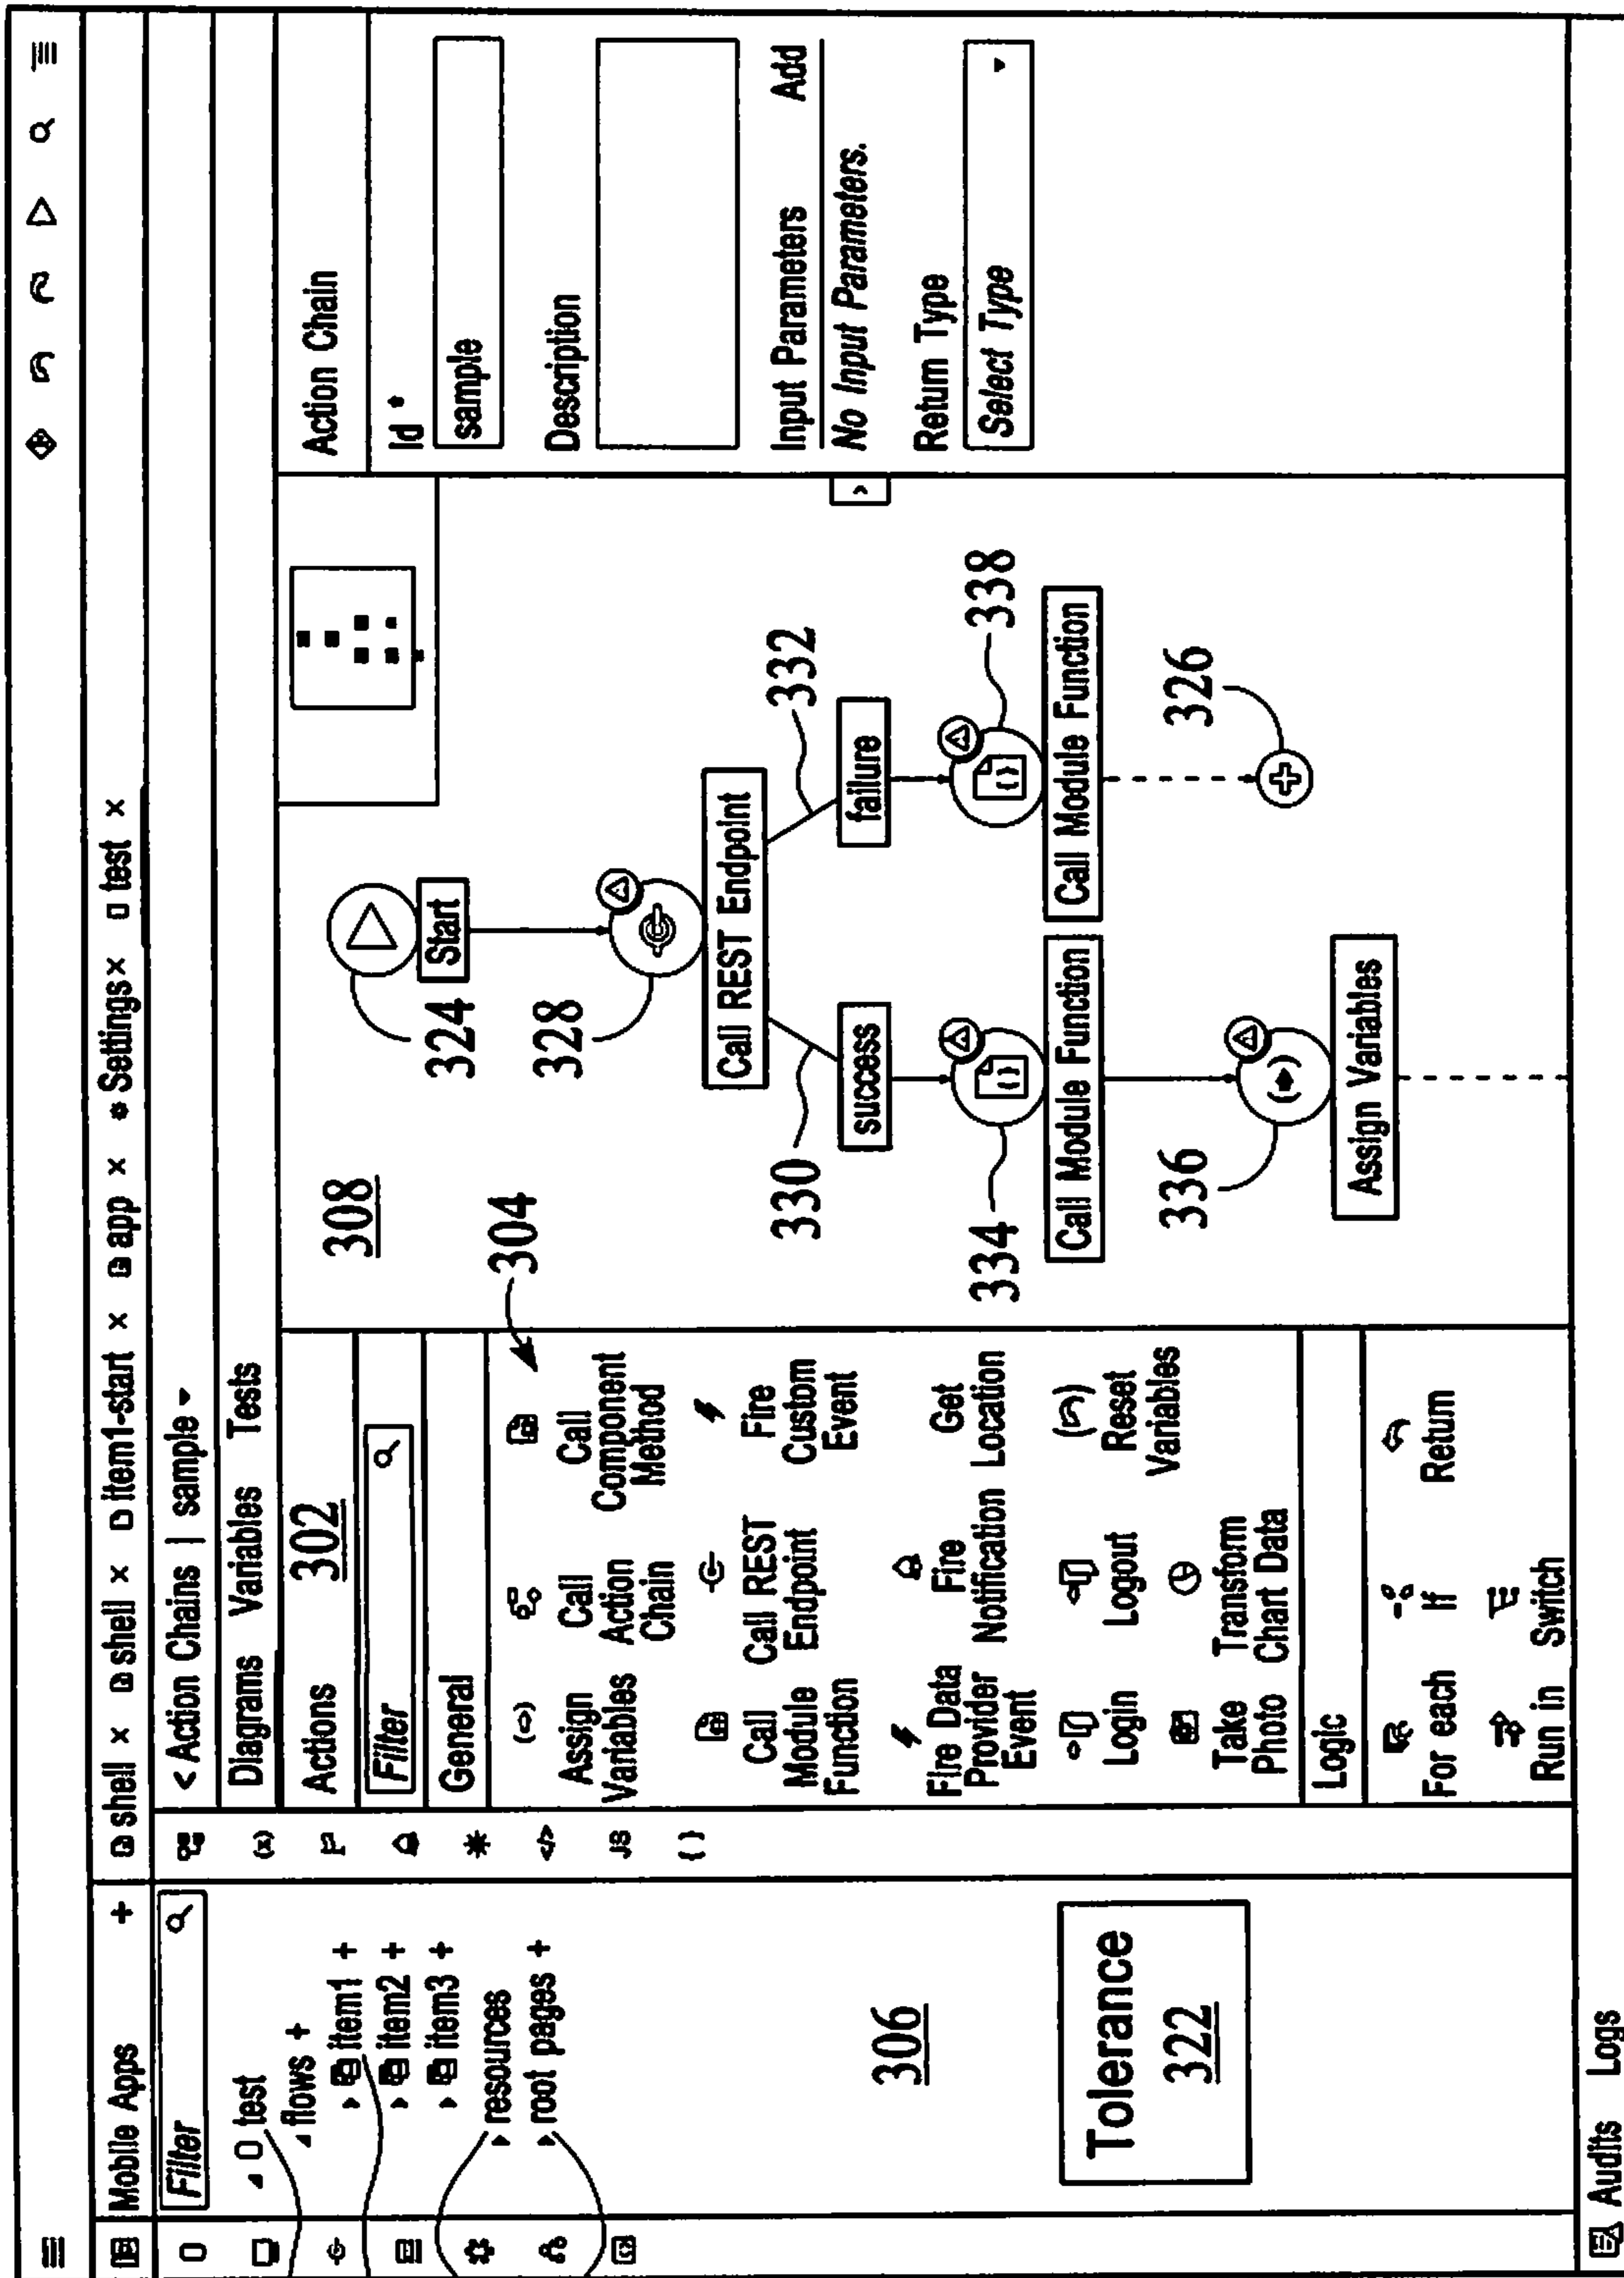 Mobile Apps +
shell × shell × item1-start × app × Settings × test ×
Filter
test
flows +
item1 +
item2 +
item3 +
resources
root pages +
306
Tolerance
322
(x)
</>
JS
{ }
< Action Chains | sample
Diagrams Variables Tests
Actions 302
Filter
General
304
Assign Variables
Call Action Chain
Call Component Method
Call Module Function
Call REST Endpoint
Fire Custom Event
Fire Data Provider Event
Fire Notification
Get Location
Login
Logout
Reset Variables
Take Photo
Transform Chart Data
Logic
For each
If
Return
Run in
Switch
308
324
Start
328
Call REST Endpoint
330
332
success
failure
334
338
Call Module Function
Call Module Function
336
326
Assign Variables
Action Chain
Id *
sample
Description
Input Parameters Add
No Input Parameters.
Return Type
Select Type
Audits Logs